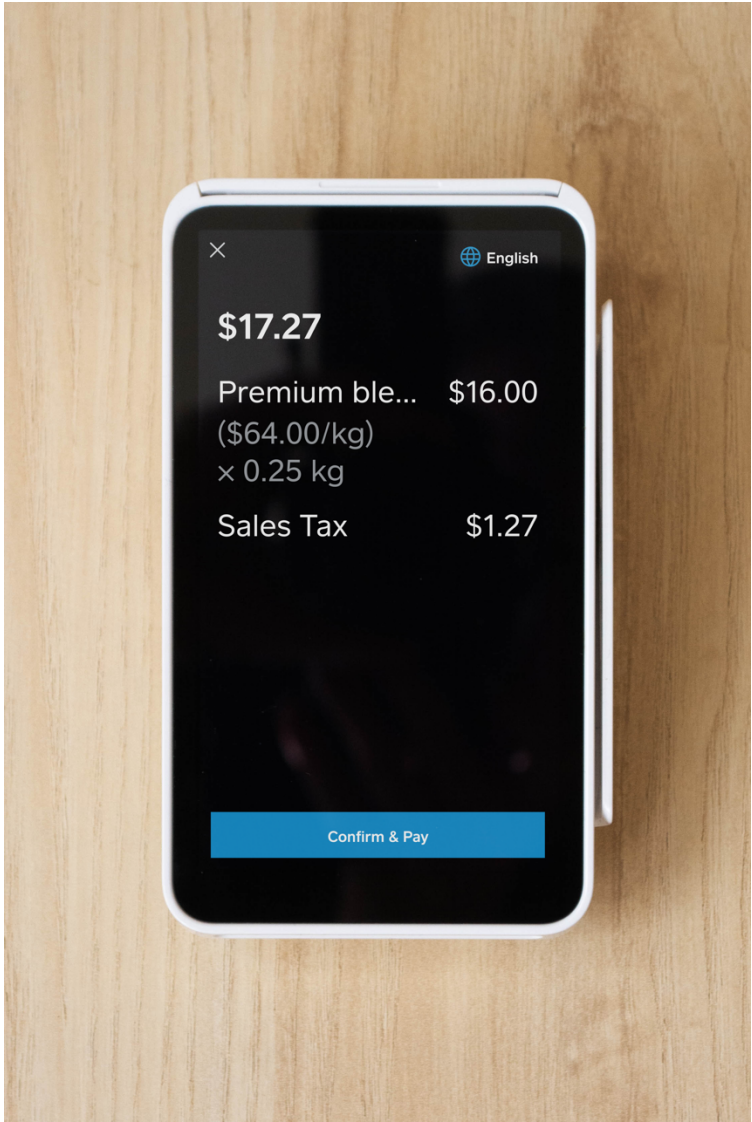 English
$17.27
Premium ble... $16.00
($64.00/kg)
× 0.25 kg
Sales Tax $1.27
Confirm & Pay